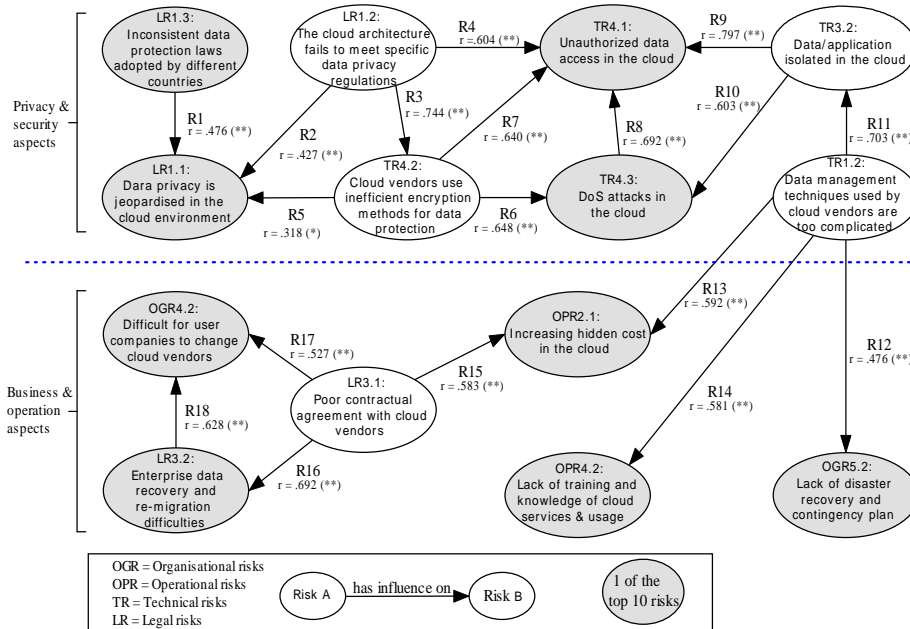 LR1.3:
Inconsistent data
protection laws
adopted by different
countries
LR1.2:
The cloud architecture
fails to meet specific
data privacy
regulations
R4
r = .604 (**)
TR4.1:
Unauthorized data
access in the cloud
R9
r = .797 (**)
TR3.2:
Data/application
isolated in the cloud
Privacy &
security
aspects
R1
r = .476 (**)
R2
r = .427 (**)
R3
r = .744 (**)
R7
r = .640 (**)
R8
r = .692 (**)
R10
r = .603 (**)
R11
r = .703 (**)
LR1.1:
Dara privacy is
jeopardised in the
cloud environment
R5
r = .318 (*)
TR4.2:
Cloud vendors use
inefficient encryption
methods for data
protection
R6
r = .648 (**)
TR4.3:
DoS attacks in
the cloud
TR1.2:
Data management
techniques used by
cloud vendors are
too complicated
Business &
operation
aspects
OGR4.2:
Difficult for user
companies to change
cloud vendors
R17
r = .527 (**)
R15
r = .583 (**)
OPR2.1:
Increasing hidden cost
in the cloud
R13
r = .592 (**)
R12
r = .476 (**)
R18
r = .628 (**)
LR3.1:
Poor contractual
agreement with cloud
vendors
R14
r = .581 (**)
LR3.2:
Enterprise data
recovery and
re-migration
difficulties
R16
r = .692 (**)
OPR4.2:
Lack of training and
knowledge of cloud
services & usage
OGR5.2:
Lack of disaster
recovery and
contingency plan
OGR = Organisational risks
OPR = Operational risks
TR = Technical risks
LR = Legal risks
Risk A
has influence on
Risk B
1 of the
top 10 risks